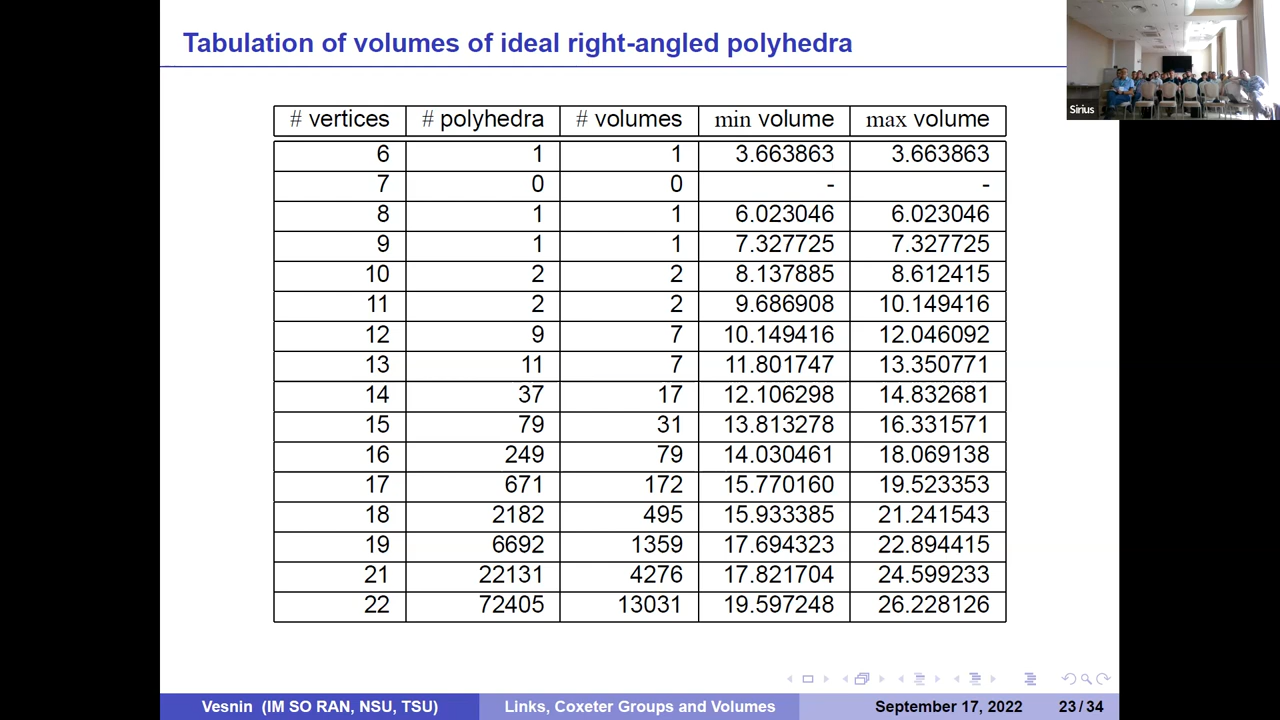 Tabulation of volumes of ideal right-angled polyhedra
Sirius
# vertices # polyhedra # volumes min volume max volume
6 1 1 3.663863 3.663863
7 0 0 - -
8 1 1 6.023046 6.023046
9 1 1 7.327725 7.327725
10 2 2 8.137885 8.612415
11 2 2 9.686908 10.149416
12 9 7 10.149416 12.046092
13 11 7 11.801747 13.350771
14 37 17 12.106298 14.832681
15 79 31 13.813278 16.331571
16 249 79 14.030461 18.069138
17 671 172 15.770160 19.523353
18 2182 495 15.933385 21.241543
19 6692 1359 17.694323 22.894415
21 22131 4276 17.821704 24.599233
22 72405 13031 19.597248 26.228126
Vesnin (IM SO RAN, NSU, TSU) Links, Coxeter Groups and Volumes September 17, 2022 23 / 34